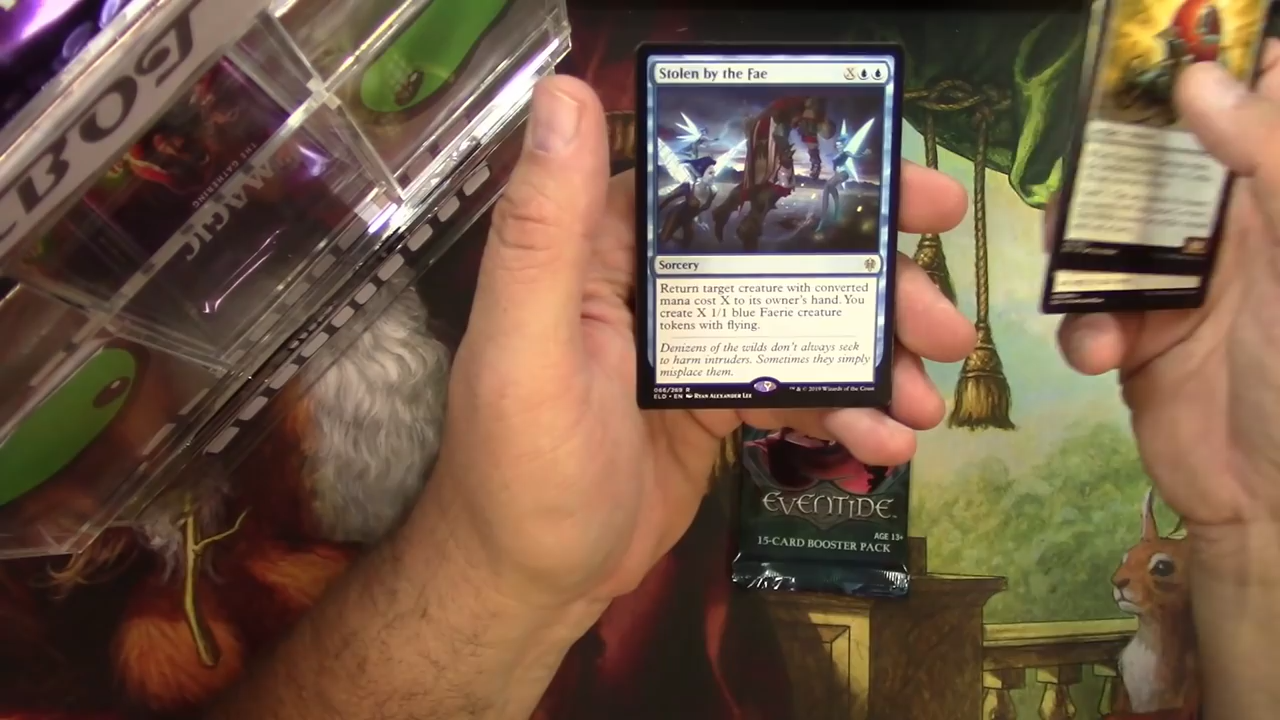 BOE
THE GATHERING
MAGIC
Stolen by the Fae
X
Sorcery
Return target creature with converted
mana cost X to its owner's hand. You
create X 1/1 blue Faerie creature
tokens with flying.
Denizens of the wilds don't always seek
to harm intruders. Sometimes they simply
misplace them.
066/269 R
ELD • EN Ryan Alexander Lee
™ & © 2019 Wizards of the Coast
EVENTIDE™
AGE 13+
15-CARD BOOSTER PACK